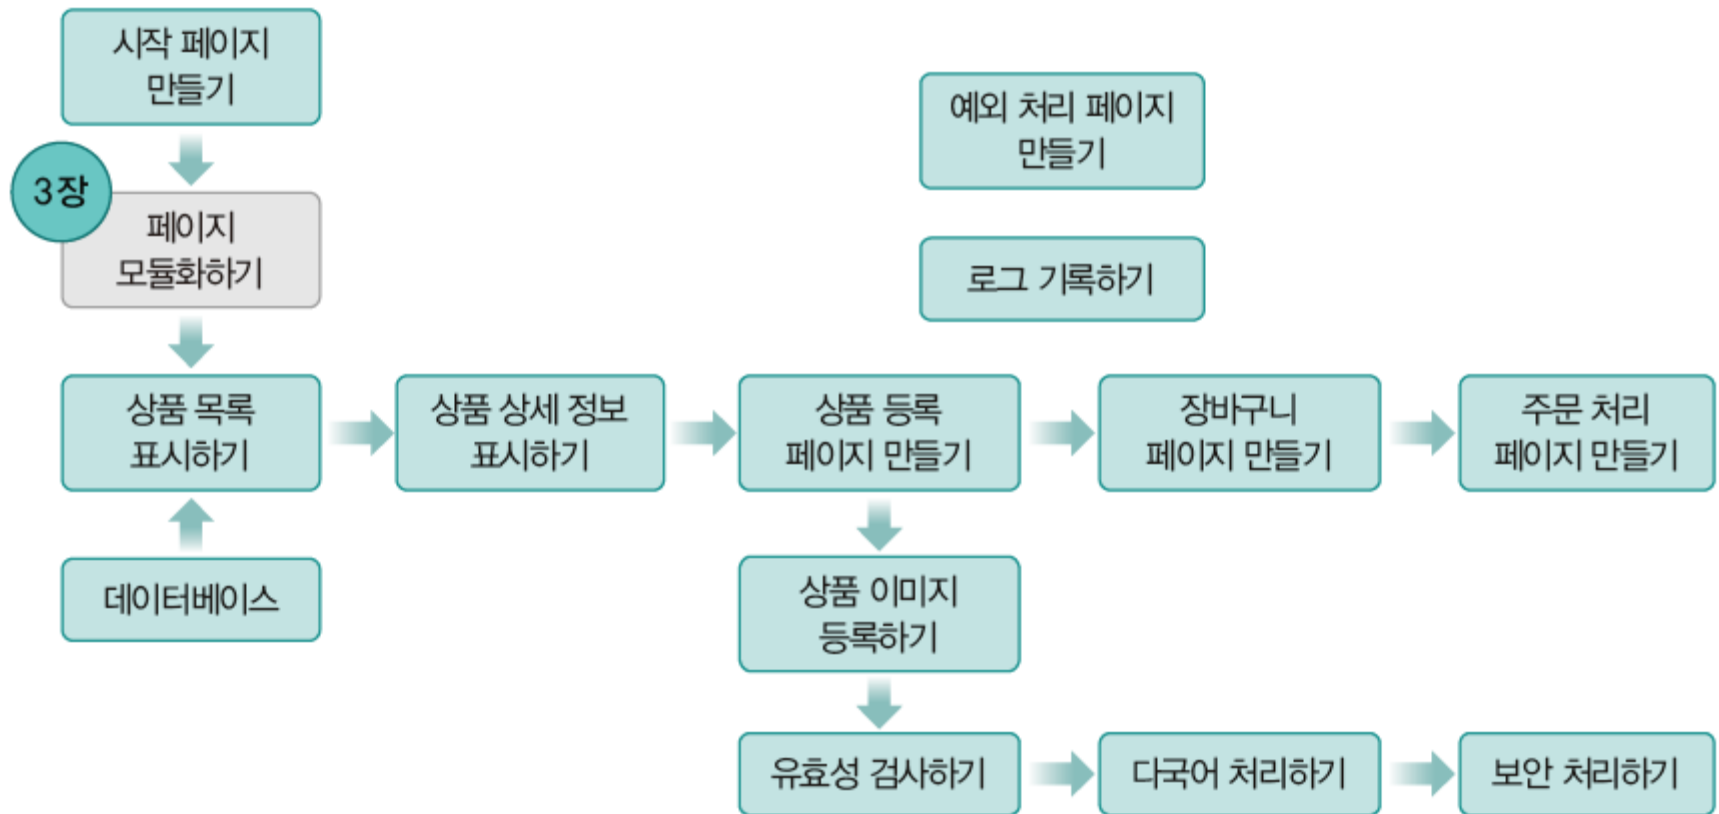 시작 페이지
만들기
예외 처리 페이지
만들기
3장
페이지
모듈화하기
로그 기록하기
상품 목록
표시하기
상품 상세 정보
표시하기
상품 등록
페이지 만들기
장바구니
페이지 만들기
주문 처리
페이지 만들기
데이터베이스
상품 이미지
등록하기
유효성 검사하기
다국어 처리하기
보안 처리하기